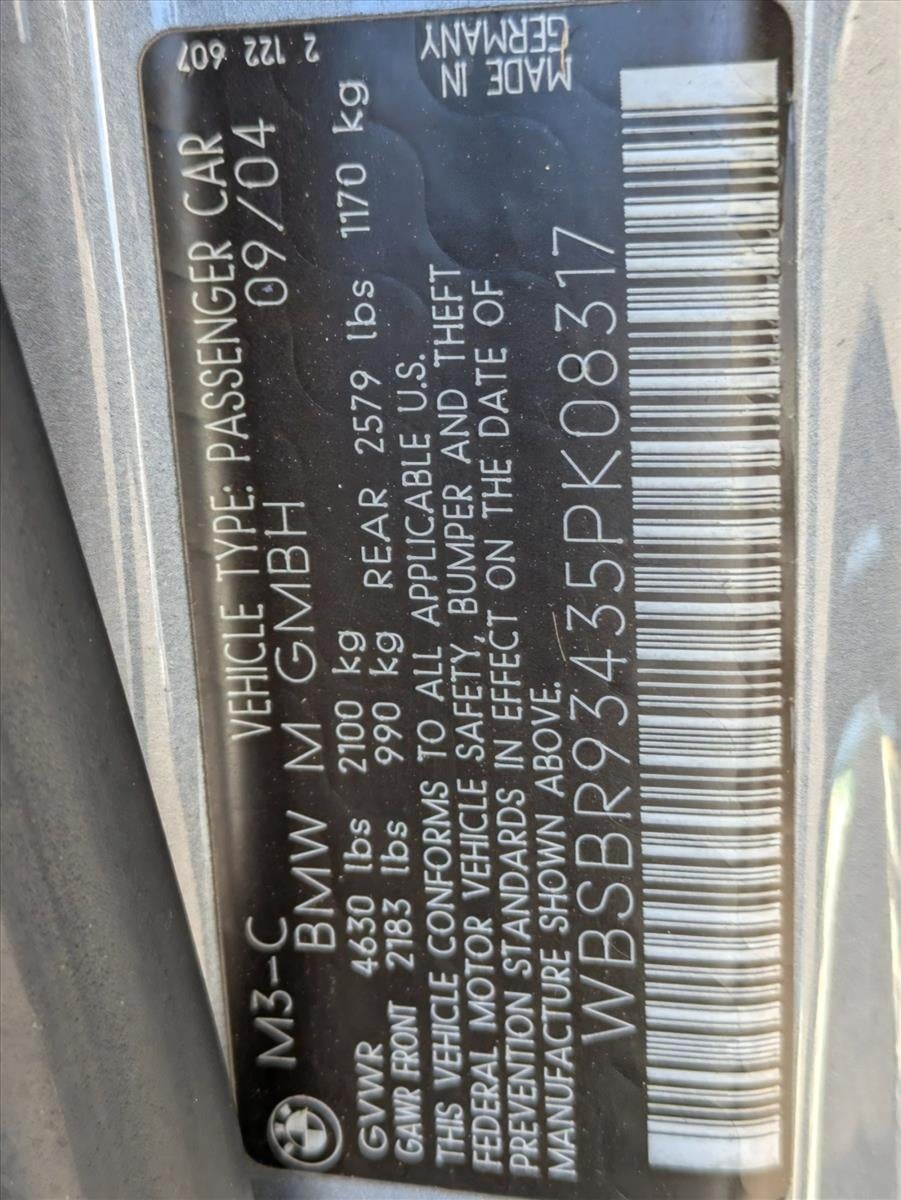 2 122 607
M3-C VEHICLE TYPE: PASSENGER CAR
BMW M GMBH 09/04
GVWR 4630 lbs 2100 kg
GAWR FRONT 2183 lbs 990 kg REAR 2579 lbs 1170 kg
THIS VEHICLE CONFORMS TO ALL APPLICABLE U.S.
FEDERAL MOTOR VEHICLE SAFETY, BUMPER AND THEFT
PREVENTION STANDARDS IN EFFECT ON THE DATE OF
MANUFACTURE SHOWN ABOVE.
MADE IN
GERMANY
WBSBR93435PK08317